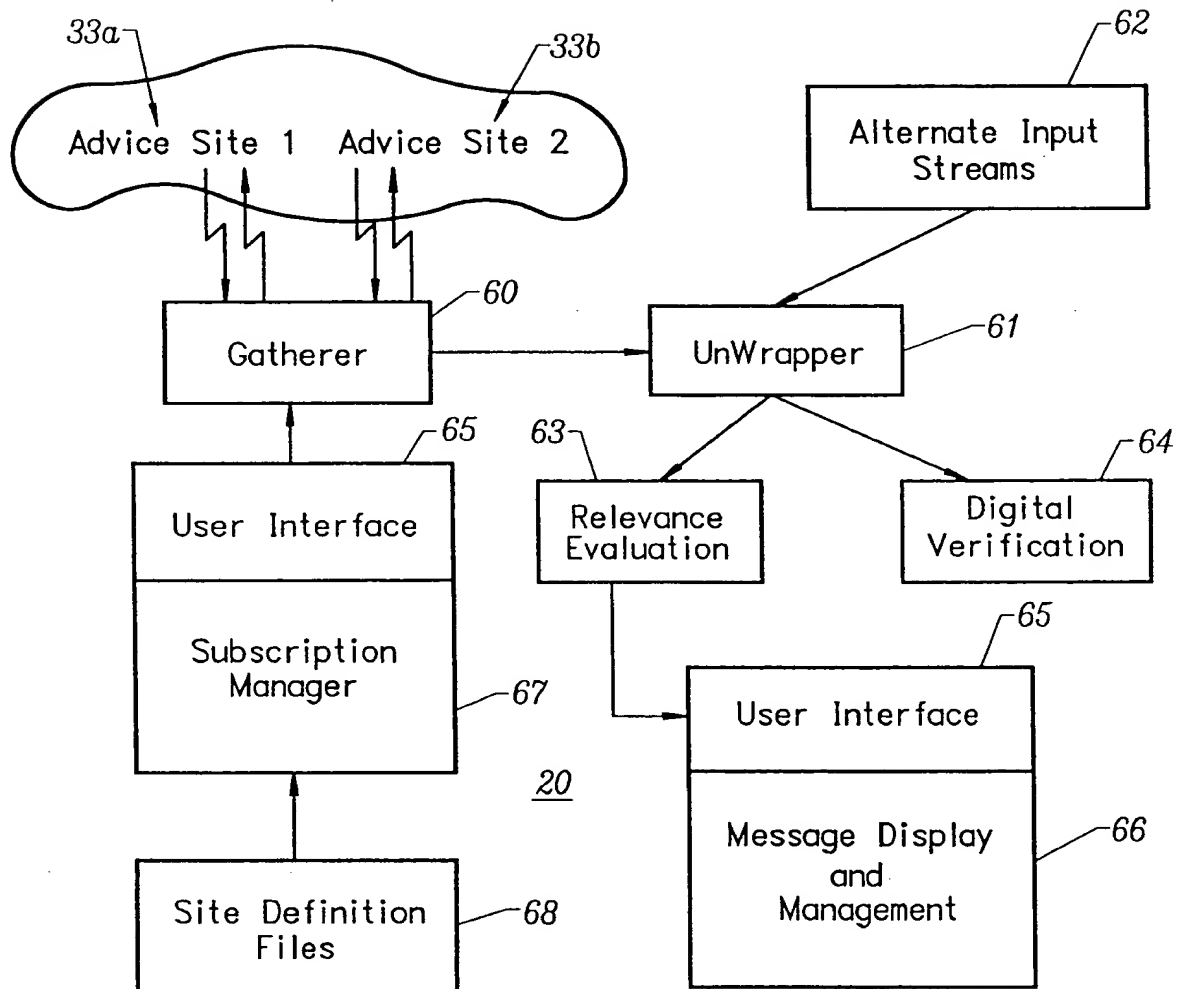 33a
33b
62
Advice Site 1
Advice Site 2
Alternate Input
Streams
60
Gatherer
61
UnWrapper
65
63
64
User Interface
Relevance
Evaluation
Digital
Verification
Subscription
Manager
67
65
User Interface
20
Message Display
and
Management
66
Site Definition
Files
68